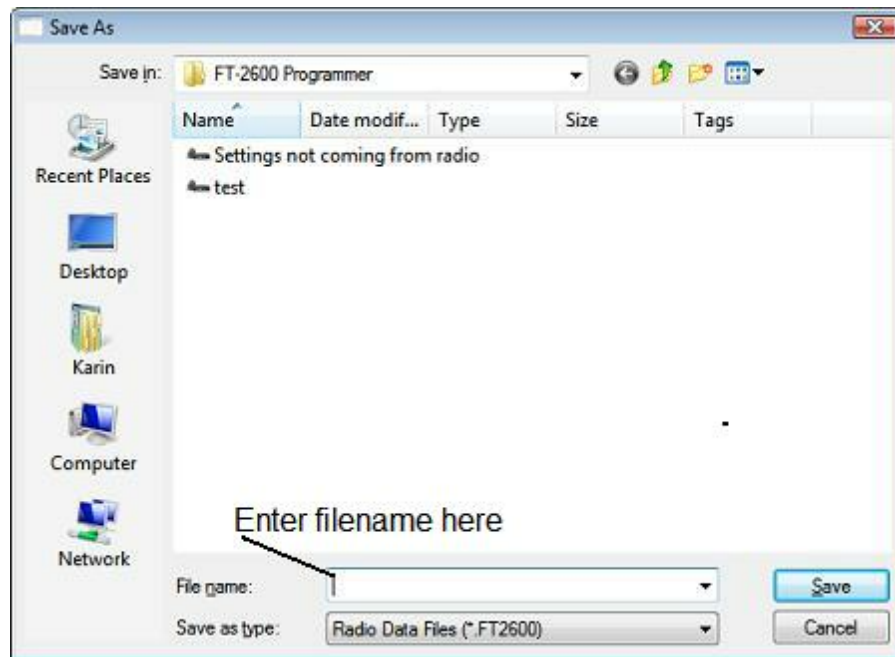 Save As
Save in: FT-2600 Programmer
Name Date modif... Type Size Tags
Settings not coming from radio
test
Recent Places
Desktop
Karin
Computer
Network
Enter filename here
File name: Save
Save as type: Radio Data Files (*.FT2600) Cancel